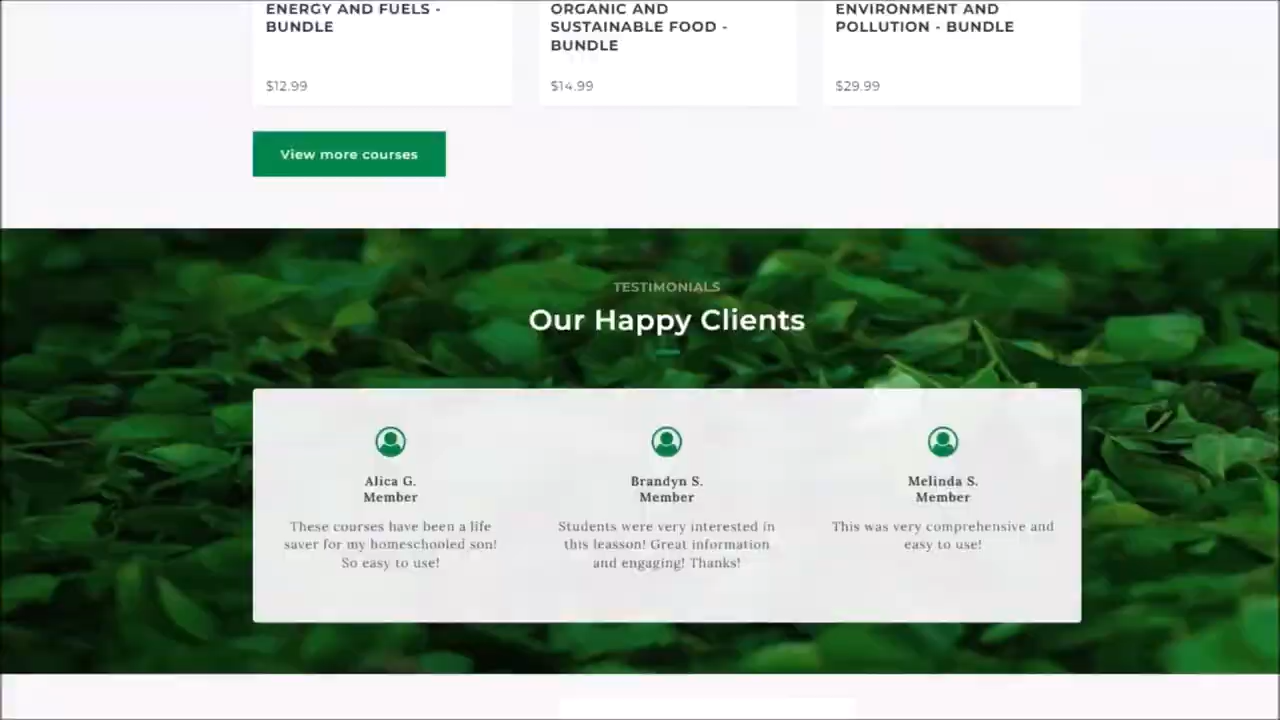 ENERGY AND FUELS -
BUNDLE
$12.99
ORGANIC AND
SUSTAINABLE FOOD -
BUNDLE
$14.99
ENVIRONMENT AND
POLLUTION - BUNDLE
$29.99
View more courses
TESTIMONIALS
Our Happy Clients
Alica G.
Member
These courses have been a life
saver for my homeschooled son!
So easy to use!
Brandyn S.
Member
Students were very interested in
this leasson! Great information
and engaging! Thanks!
Melinda S.
Member
This was very comprehensive and
easy to use!